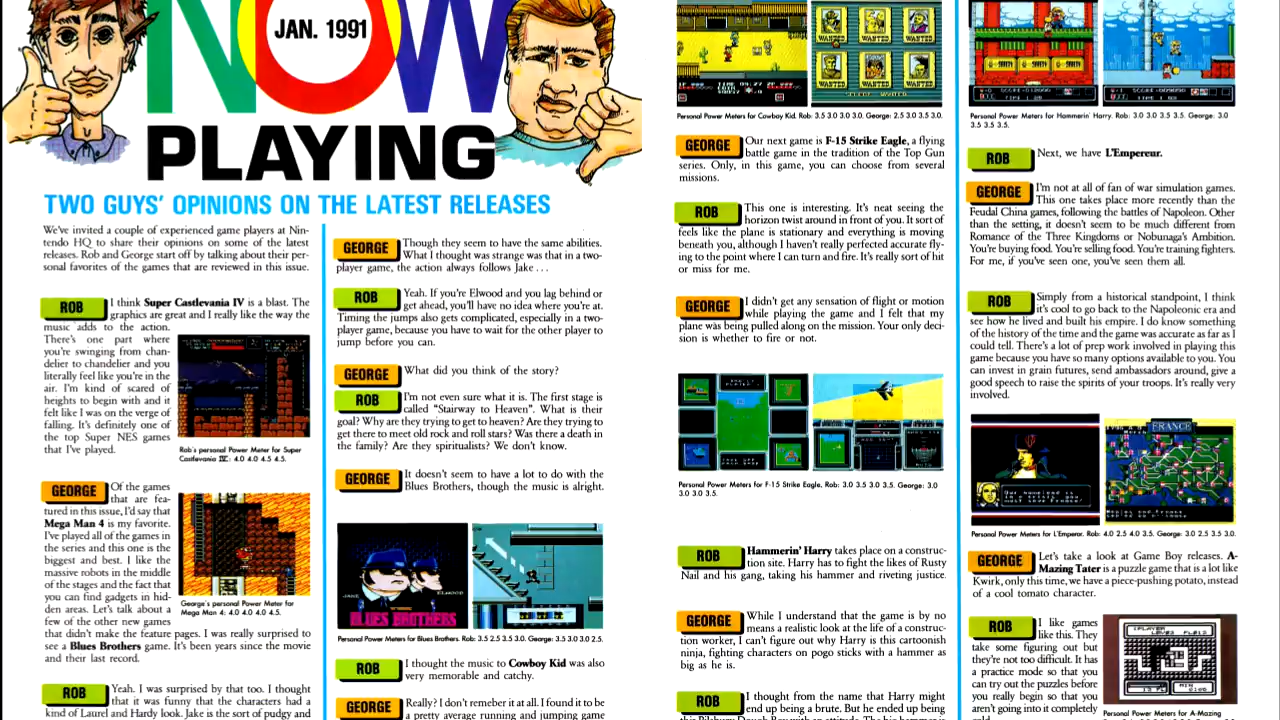 NOW
JAN. 1991
PLAYING
TWO GUYS' OPINIONS ON THE LATEST RELEASES
We've invited a couple of experienced game players at Nin-
tendo HQ to share their opinions on some of the latest
releases. Rob and George start off by talking about their per-
sonal favorites of the games that are reviewed in this issue.
ROB I think Super Castlevania IV is a blast. The
graphics are great and I really like the way the
music adds to the action.
There's one part where
you're swinging from chan-
delier to chandelier and you
literally feel like you're in the
air. I'm kind of scared of
heights to begin with and it
felt like I was on the verge of
falling. It's definitely one of
the top Super NES games
that I've played.
Rob's personal Power Meter for Super
Castlevania IV: 4.0 4.0 4.5 4.5.
GEORGE Of the games
that are fea-
tured in this issue, I'd say that
Mega Man 4 is my favorite.
I've played all of the games in
the series and this one is the
biggest and best. I like the
massive robots in the middle
of the stages and the fact that
you can find gadgets in hid-
den areas. Let's talk about a
few of the other new games
that didn't make the feature pages. I was really surprised to
see a Blues Brothers game. It's been years since the movie
and their last record.
George's personal Power Meter for
Mega Man 4: 4.0 4.0 4.0 4.5.
ROB Yeah. I was surprised by that too. I thought
that it was funny that the characters had a
kind of Laurel and Hardy look. Jake is the sort of pudgy and
GEORGE Though they seem to have the same abilities.
What I thought was strange was that in a two-
player game, the action always follows Jake . . .
ROB Yeah. If you're Elwood and you lag behind or
get ahead, you'll have no idea where you're at.
Timing the jumps also gets complicated, especially in a two-
player game, because you have to wait for the other player to
jump before you can.
GEORGE What did you think of the story?
ROB I'm not even sure what it is. The first stage is
called "Stairway to Heaven". What is their
goal? Why are they trying to get to heaven? Are they trying to
get there to meet old rock and roll stars? Was there a death in
the family? Are they spiritualists? We don't know.
GEORGE It doesn't seem to have a lot to do with the
Blues Brothers, though the music is alright.
JAKE ELWOOD
BLUES BROTHERS
Personal Power Meters for Blues Brothers. Rob: 3.5 2.5 3.5 3.0. George: 3.5 3.0 3.0 2.5.
ROB I thought the music to Cowboy Kid was also
very memorable and catchy.
GEORGE Really? I don't remeber it at all. I found it to be
a pretty average running and jumping game
WANTED WANTED WANTED
WANTED WANTED WANTED
Personal Power Meters for Cowboy Kid. Rob: 3.5 3.0 3.0 3.0. George: 2.5 3.0 3.5 3.0.
GEORGE Our next game is F-15 Strike Eagle, a flying
battle game in the tradition of the Top Gun
series. Only, in this game, you can choose from several
missions.
ROB This one is interesting. It's neat seeing the
horizon twist around in front of you. It sort of
feels like the plane is stationary and everything is moving
beneath you, although I haven't really perfected accurate fly-
ing to the point where I can turn and fire. It's really sort of hit
or miss for me.
GEORGE I didn't get any sensation of flight or motion
while playing the game and I felt that my
plane was being pulled along on the mission. Your only deci-
sion is whether to fire or not.
Personal Power Meters for F-15 Strike Eagle, Rob: 3.0 3.5 3.0 3.5. George: 3.0
3.0 3.0 3.5.
ROB Hammerin' Harry takes place on a construc-
tion site. Harry has to fight the likes of Rusty
Nail and his gang, taking his hammer and riveting justice.
GEORGE While I understand that the game is by no
means a realistic look at the life of a construc-
tion worker, I can't figure out why Harry is this cartoonish
ninja, fighting characters on pogo sticks with a hammer as
big as he is.
ROB I thought from the name that Harry might
end up being a brute. But he ended up being
Personal Power Meters for Hammerin' Harry. Rob: 3.0 3.0 3.5 3.5. George: 3.0
3.5 3.5 3.5.
ROB Next, we have L'Empereur.
GEORGE I'm not at all of fan of war simulation games.
This one takes place more recently than the
Feudal China games, following the battles of Napoleon. Other
than the setting, it doesn't seem to be much different from
Romance of the Three Kingdoms or Nobunaga's Ambition.
You're buying food. You're selling food. You're training fighters.
For me, if you've seen one, you've seen them all.
ROB Simply from a historical standpoint, I think
it's cool to go back to the Napoleonic era and
see how he lived and built his empire. I do know something
of the history of the time and the game was accurate as far as I
could tell. There's a lot of prep work involved in playing this
game because you have so many options available to you. You
can invest in grain futures, send ambassadors around, give a
good speech to raise the spirits of your troops. It's really very
involved.
FRANCE
Personal Power Meters for L'Empereur. Rob: 4.0 2.5 4.0 3.5. George: 3.0 2.5 3.5 3.0.
GEORGE Let's take a look at Game Boy releases. A-
Mazing Tater is a puzzle game that is a lot like
Kwirk, only this time, we have a piece-pushing potato, instead
of a cool tomato character.
ROB I like games
like this. They
take some figuring out but
they're not too difficult. It has
a practice mode so that you
can try out the puzzles before
you really begin so that you
aren't going into it completely
Personal Power Meters for A-Mazing